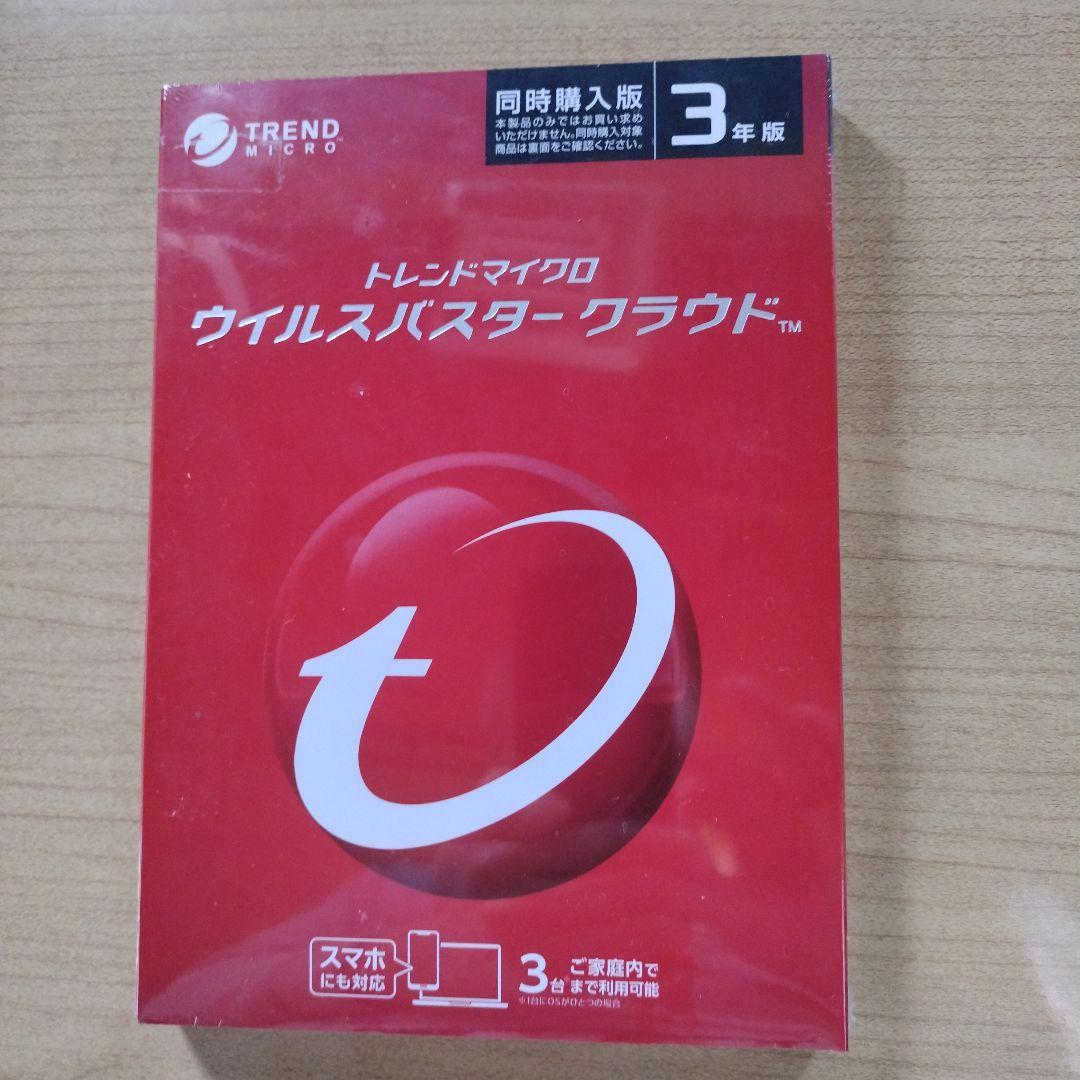 TREND
MICRO
同時購入版
本製品のみではお買い求め
いただけません。同時購入対象
商品は裏面をご確認ください。
3年版
トレンドマイクロ
ウイルスバスター クラウド™
スマホ
にも対応
3台※
ご家庭内で
まで利用可能
※1台にOSがひとつの場合